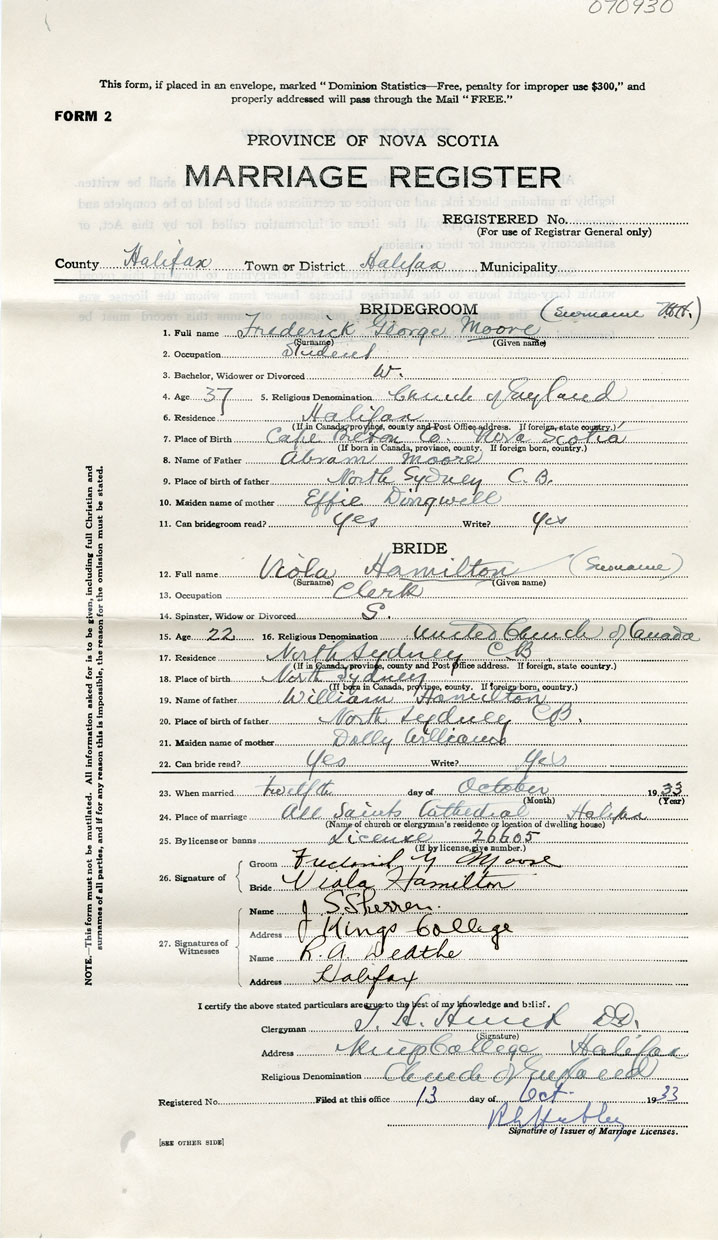 070930
This form, if placed in an envelope, marked "Dominion Statistics—Free, penalty for improper use $300," and
properly addressed will pass through the Mail "FREE."
FORM 2
PROVINCE OF NOVA SCOTIA
MARRIAGE REGISTER
REGISTERED No.
(For use of Registrar General only)
County Halifax Town or District Halifax Municipality
BRIDEGROOM (Surname
1. Full name Frederick George Moore
(Surname) (Given name)
2. Occupation Student
3. Bachelor, Widower or Divorced W.
4. Age 37 5. Religious Denomination Church of England
6. Residence Halifax
(If in Canada, province, county and Post Office address. If foreign, state country.)
7. Place of Birth Cape Breton Co. Nova Scotia
(If born in Canada, province, county. If foreign born, country.)
8. Name of Father Abram Moore
9. Place of birth of father North Sydney C. B.
10. Maiden name of mother Effie Dingwell
11. Can bridegroom read? Yes Write? Yes
BRIDE
12. Full name Viola Hamilton (Surname)
(Surname) (Given name)
13. Occupation Clerk
14. Spinster, Widow or Divorced S.
15. Age 22 16. Religious Denomination United Church of Canada
17. Residence North Sydney C B
(If in Canada, province, county and Post Office address. If foreign, state country.)
18. Place of birth North Sydney
(If born in Canada, province, county. If foreign born, country.)
19. Name of father William Hamilton
20. Place of birth of father North Sydney C.B.
21. Maiden name of mother Dolly Williams
22. Can bride read? Yes Write? Yes
23. When married twelfth day of October 1933
(Month) (Year)
24. Place of marriage All Saints Cathedral Halifax
(Name of church or clergyman's residence or location of dwelling house)
25. By license or banns License 26605
(If by license, give number.)
26. Signature of
Groom Frederick G Moore
Bride Viola Hamilton
27. Signatures of Witnesses
Name J S Sherren.
Address Kings College
Name R. A. Deathe
Address Halifax
I certify the above stated particulars are true to the best of my knowledge and belief.
Clergyman T. H. Hunt DD.
(Signature)
Address Kings College Halifax
Religious Denomination Church of England
Registered No. Filed at this office 13 day of Oct. 1933
Signature of Issuer of Marriage Licenses.
[SEE OTHER SIDE]
NOTE.—This form must not be mutilated. All information asked for is to be given, including full Christian and
surnames of all parties, and if for any reason this is impossible, the reason for the omission must be stated.